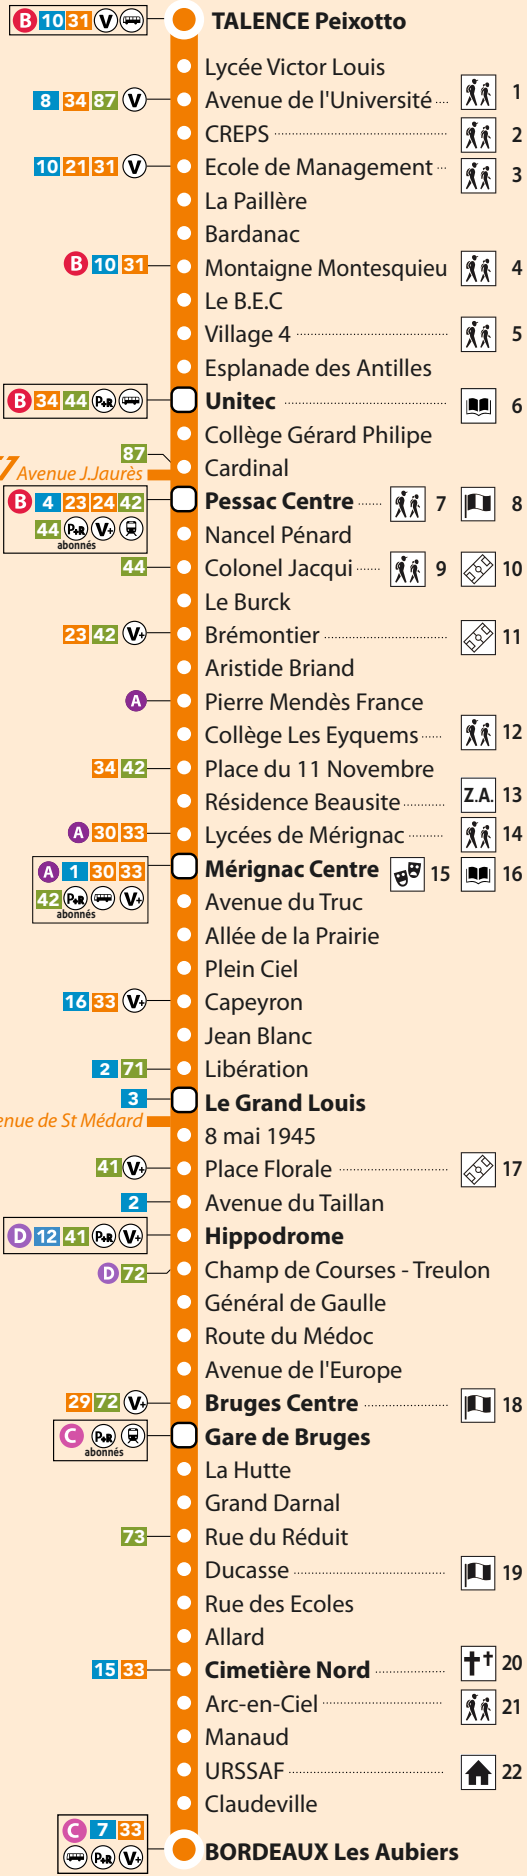 B 10 31 V TALENCE Peixotto
Lycée Victor Louis
8 34 87 V Avenue de l'Université 1
CREPS 2
10 21 31 V Ecole de Management 3
La Paillère
Bardanac
B 10 31 Montaigne Montesquieu 4
Le B.E.C
Village 4 5
Esplanade des Antilles
B 34 44 P+R Unitec 6
Collège Gérard Philipe
87 Cardinal
Avenue J.Jaurès
B 4 23 24 42 Pessac Centre 7 8
44 P+R V+
abonnés
Nancel Pénard
44 Colonel Jacqui 9 10
Le Burck
23 42 V+ Brémontier 11
Aristide Briand
A Pierre Mendès France
Collège Les Eyquems 12
34 42 Place du 11 Novembre
Résidence Beausite Z.A. 13
A 30 33 Lycées de Mérignac 14
A 1 30 33 Mérignac Centre 15 16
42 P+R V+
abonnés
Avenue du Truc
Allée de la Prairie
Plein Ciel
16 33 V+ Capeyron
Jean Blanc
2 71 Libération
3 Le Grand Louis
enue de St Médard
8 mai 1945
41 V+ Place Florale 17
2 Avenue du Taillan
D 12 41 P+R V+ Hippodrome
D 72 Champ de Courses - Treulon
Général de Gaulle
Route du Médoc
Avenue de l'Europe
29 72 V+ Bruges Centre 18
C P+R Gare de Bruges
abonnés
La Hutte
Grand Darnal
73 Rue du Réduit
Ducasse 19
Rue des Ecoles
Allard
15 33 Cimetière Nord 20
Arc-en-Ciel 21
Manaud
URSSAF 22
Claudeville
C 7 33
P+R V+ BORDEAUX Les Aubiers